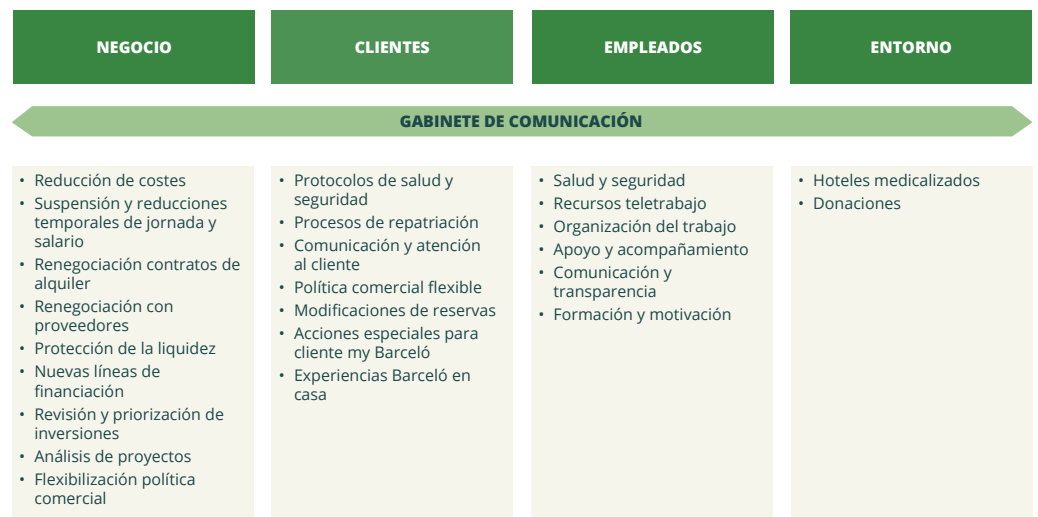 NEGOCIO
CLIENTES
EMPLEADOS
ENTORNO
GABINETE DE COMUNICACIÓN
• Reducción de costes
• Suspensión y reducciones
temporales de jornada y
salario
• Renegociación contratos de
alquiler
• Renegociación con
proveedores
• Protección de la liquidez
• Nuevas líneas de
financiación
• Revisión y priorización de
inversiones
• Análisis de proyectos
• Flexibilización política
comercial
• Protocolos de salud y
seguridad
• Procesos de repatriación
• Comunicación y atención
al cliente
• Política comercial flexible
• Modificaciones de reservas
• Acciones especiales para
cliente my Barceló
• Experiencias Barceló en
casa
• Salud y seguridad
• Recursos teletrabajo
• Organización del trabajo
• Apoyo y acompañamiento
• Comunicación y
transparencia
• Formación y motivación
• Hoteles medicalizados
• Donaciones